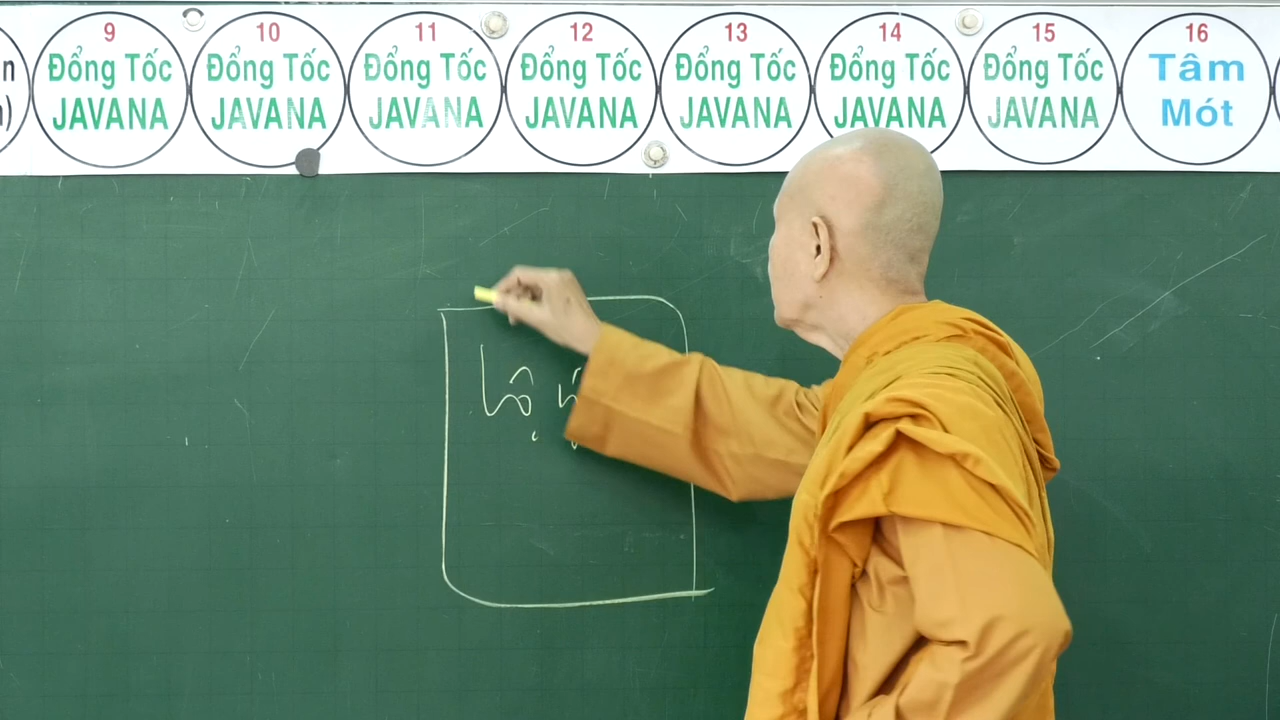 9 10 11 12 13 14 15 16
Đổng Tốc Đổng Tốc Đổng Tốc Đổng Tốc Đổng Tốc Đổng Tốc Đổng Tốc Tâm
JAVANA JAVANA JAVANA JAVANA JAVANA JAVANA JAVANA Mót
lộ